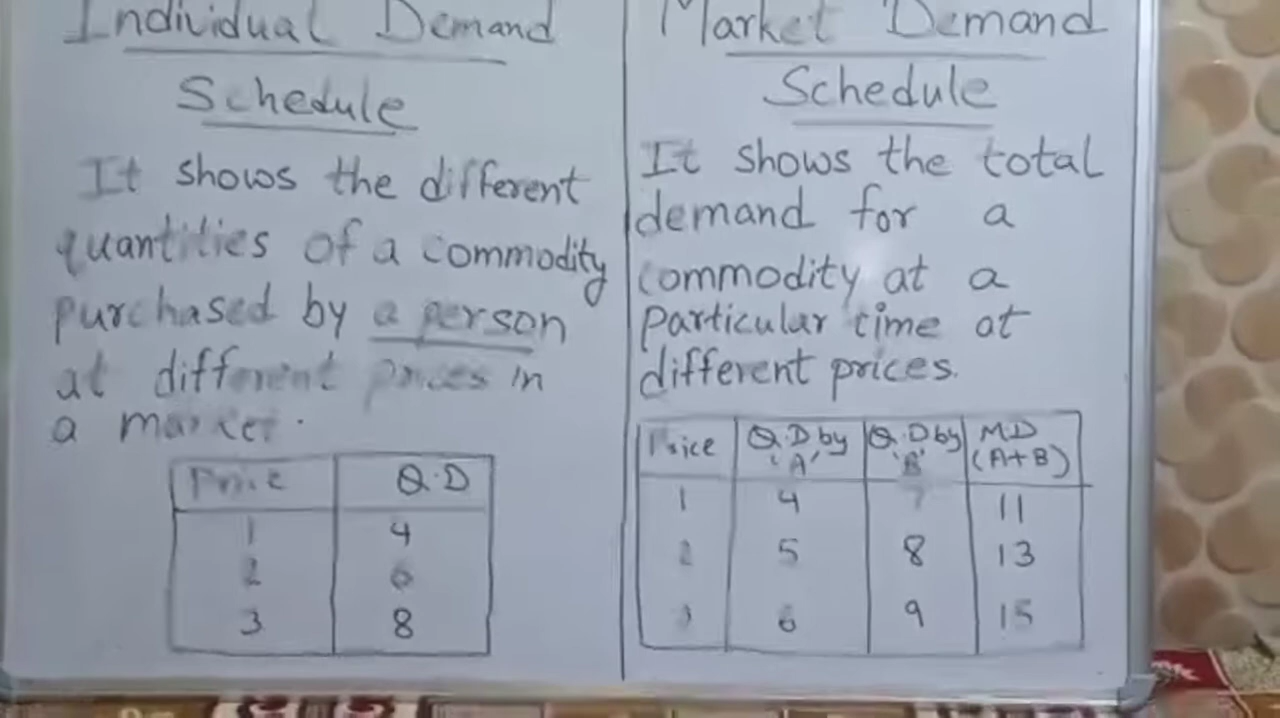 Individual Demand
Schedule
It shows the different
quantities of a commodity
purchased by a person
at different prices in
a market.
Price Q.D
1 4
2 6
3 8
Market Demand
Schedule
It shows the total
demand for a
commodity at a
particular time at
different prices.
Price Q.D by 'A' Q.D by 'B' M.D (A+B)
1 4 7 11
2 5 8 13
3 6 9 15